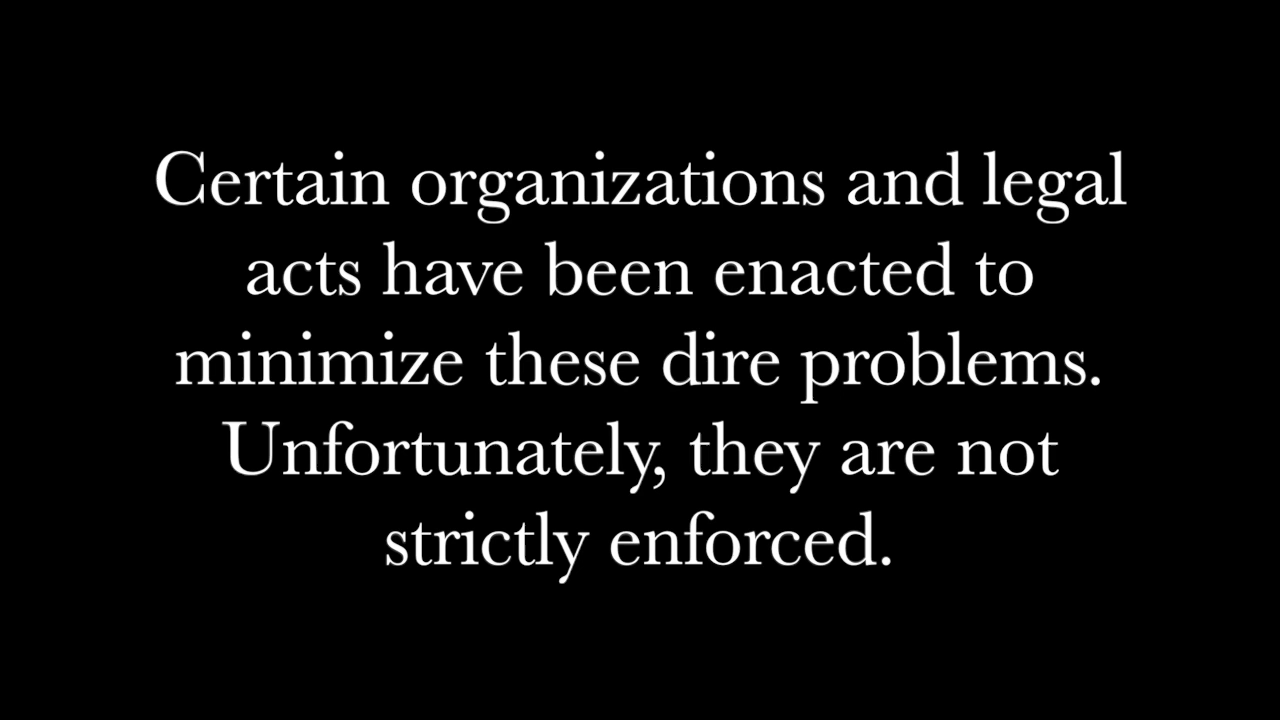 Certain organizations and legal
acts have been enacted to
minimize these dire problems.
Unfortunately, they are not
strictly enforced.